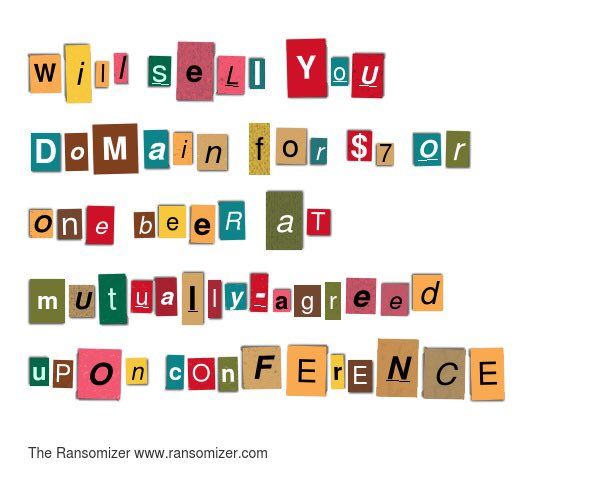 Will sell You
DoMain for $7 or
one beeR aT
mutually-agreed
uPOn cOnFErENCE
The Ransomizer www.ransomizer.com